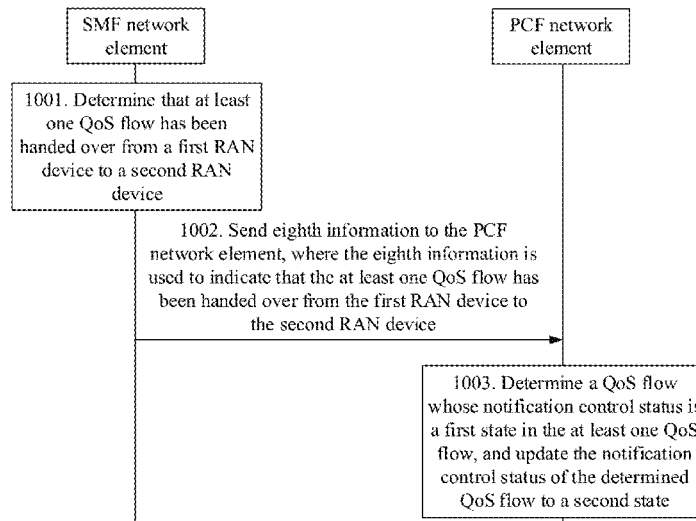 SMF network
element
PCF network
element
1001. Determine that at least
one QoS flow has been
handed over from a first RAN
device to a second RAN
device
1002. Send eighth information to the PCF
network element, where the eighth information is
used to indicate that the at least one QoS flow has
been handed over from the first RAN device to
the second RAN device
1003. Determine a QoS flow
whose notification control status is
a first state in the at least one QoS
flow, and update the notification
control status of the determined
QoS flow to a second state